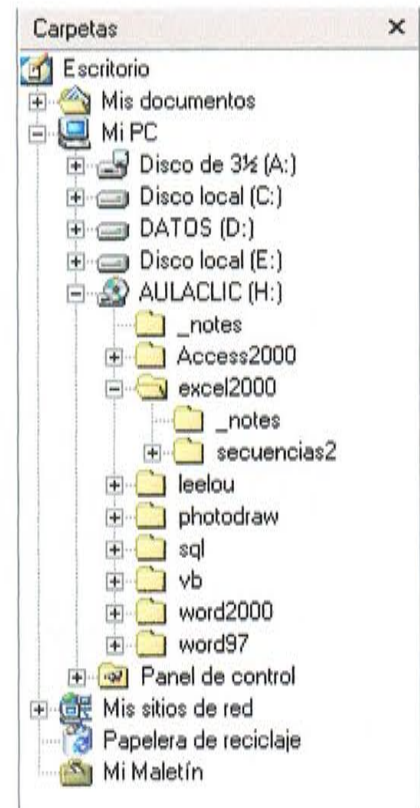 Carpetas
Escritorio
Mis documentos
Mi PC
Disco de 3½ (A:)
Disco local (C:)
DATOS (D:)
Disco local (E:)
AULACLIC (H:)
_notes
Access2000
excel2000
_notes
secuencias2
leelou
photodraw
sql
vb
word2000
word97
Panel de control
Mis sitios de red
Papelera de reciclaje
Mi Maletín